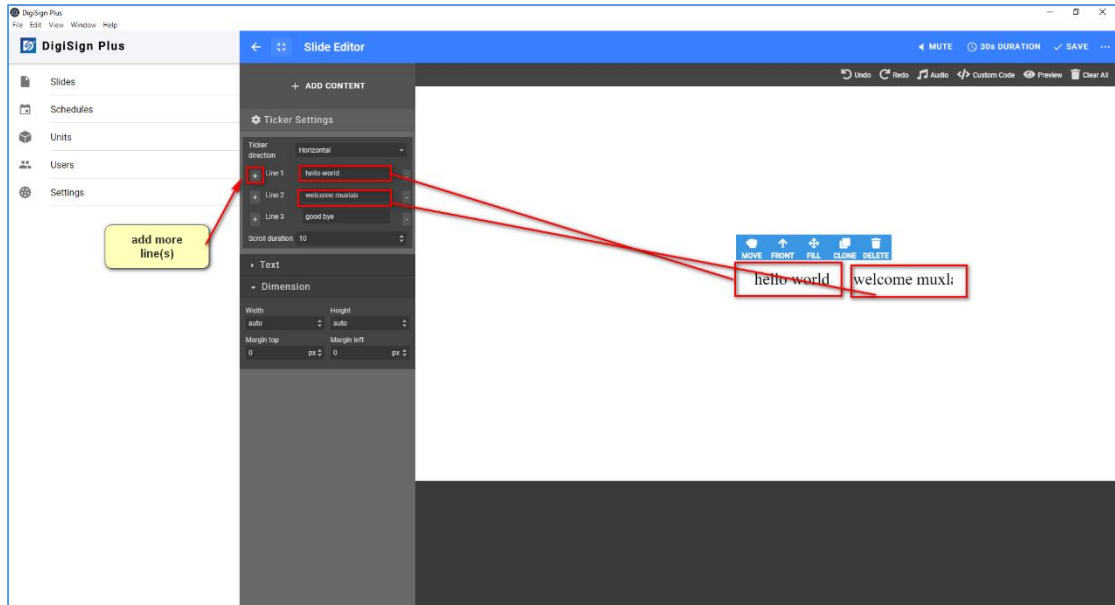 DigiSign Plus
File Edit View Window Help
DigiSign Plus
Slide Editor
MUTE
30s DURATION
SAVE
Undo
Redo
Audio
Custom Code
Preview
Clear All
Slides
Schedules
Units
Users
Settings
+ ADD CONTENT
Ticker Settings
Ticker direction
Horizontal
+ Line 1 hello world -
+ Line 2 welcome muxlab -
+ Line 3 good bye -
Scroll duration 10
Text
Dimension
Width Height
auto auto
Margin top Margin left
0 px 0 px
add more
line(s)
MOVE FRONT FILL CLONE DELETE
hello world welcome muxla